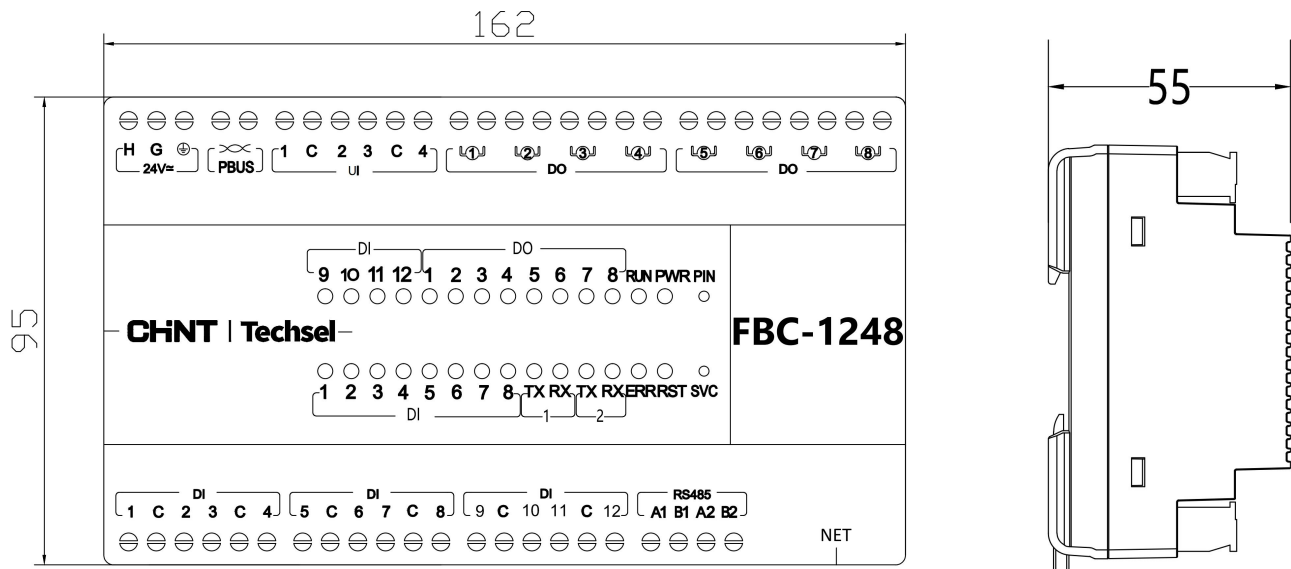 162
55
95
H G 1 C 2 3 C 4 1 2 3 4 5 6 7 8
24V≂ PBUS UI DO DO
DI DO
9 10 11 12 1 2 3 4 5 6 7 8 RUN PWR PIN
CHiNT | Techsel
FBC-1248
1 2 3 4 5 6 7 8 TX RX TX RX ERR RST SVC
DI 1 2
DI DI DI RS485
1 C 2 3 C 4 5 C 6 7 C 8 9 C 10 11 C 12 A1 B1 A2 B2
NET